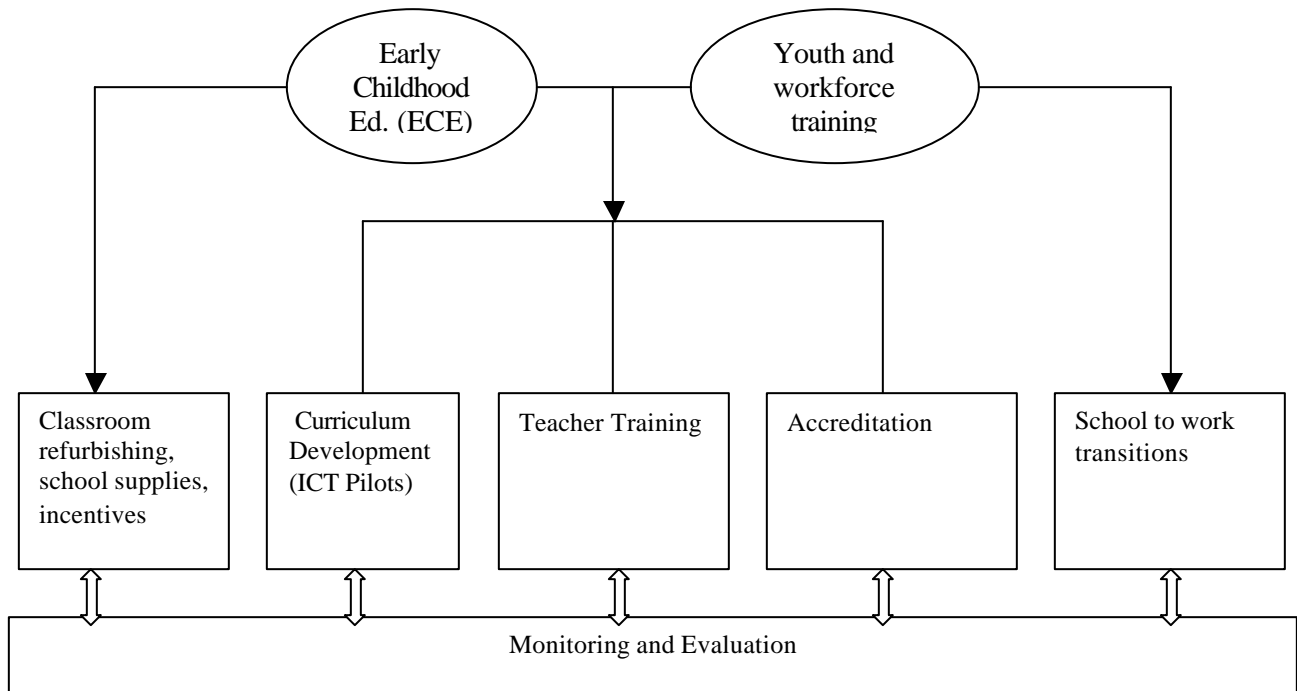 Early
Childhood
Ed. (ECE)
Youth and
workforce
training
Classroom
refurbishing,
school supplies,
incentives
Curriculum
Development
(ICT Pilots)
Teacher Training
Accreditation
School to work
transitions
Monitoring and Evaluation